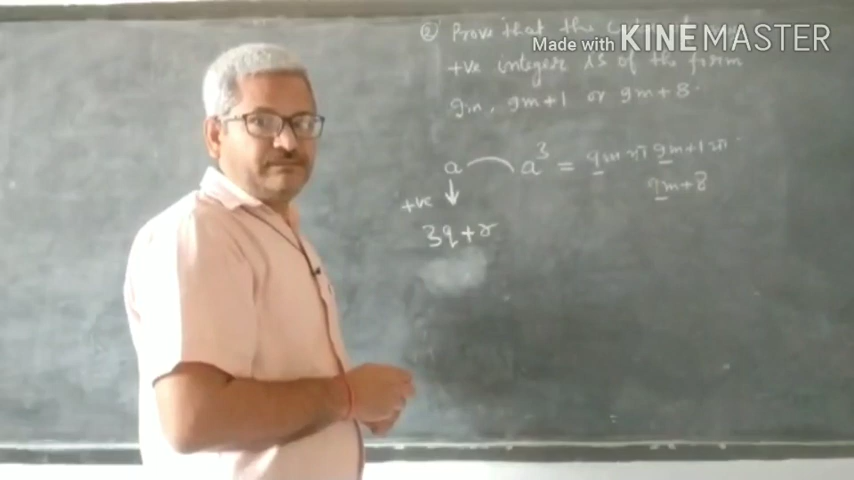 ② Prove that the
Made with KINEMASTER
+ve integer is of the form
9m, 9m+1 or 9m+8.
a a³ = 9m या 9m+1 या
9m+8
+ve
3q+r